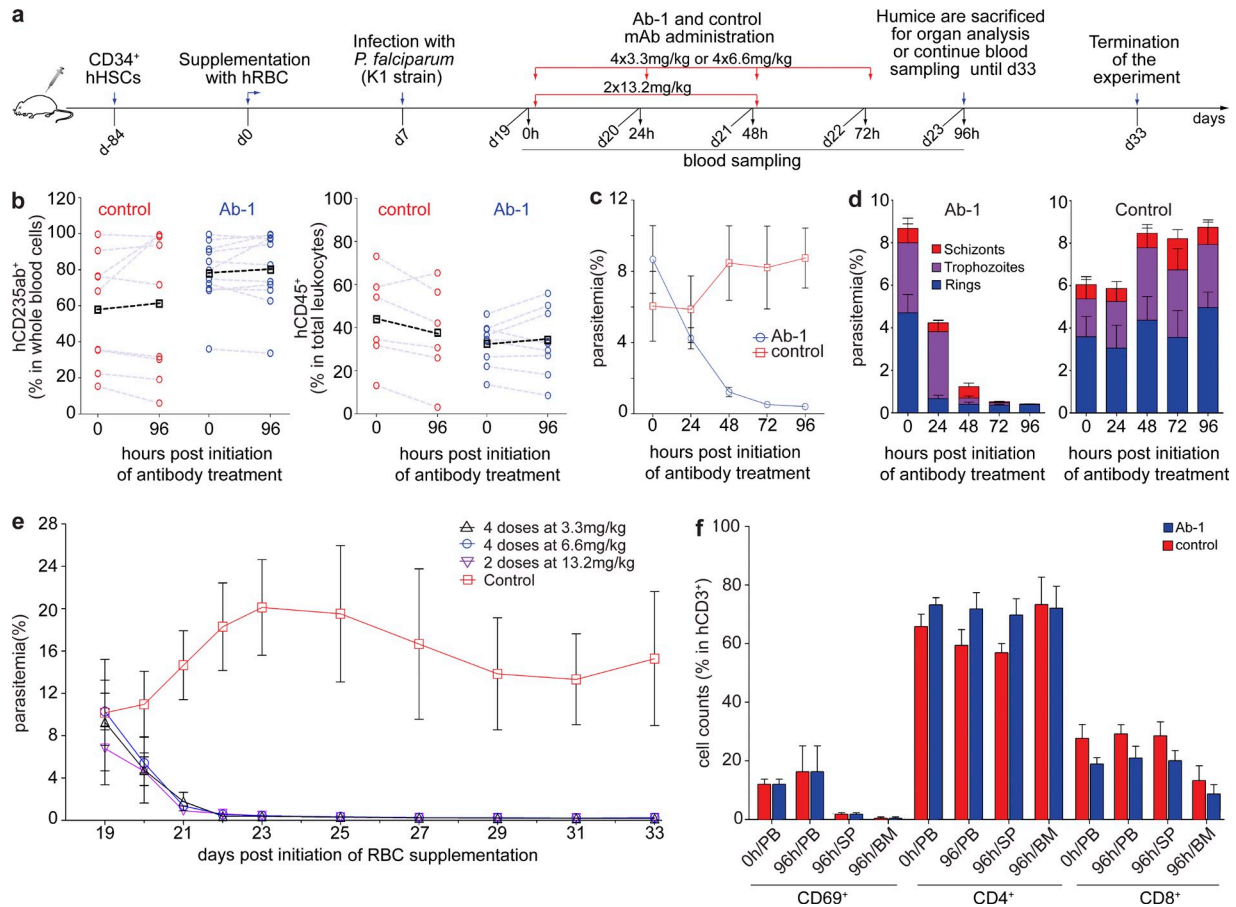 a
CD34⁺
hHSCs
Supplementation
with hRBC
Infection with
P. falciparum
(K1 strain)
Ab-1 and control
mAb administration
4x3.3mg/kg or 4x6.6mg/kg
2x13.2mg/kg
Humice are sacrificed
for organ analysis
or continue blood
sampling until d33
Termination
of the
experiment
days
d-84
d0
d7
d19
0h
d20
24h
d21
48h
d22
72h
d23
96h
d33
blood sampling
b
hCD235ab⁺
(% in whole blood cells)
120
100
80
60
40
20
0
control
Ab-1
0
96
0
96
hours post initiation
of antibody treatment
hCD45⁺
(% in total leukocytes)
100
80
60
40
20
0
control
Ab-1
0
96
0
96
hours post initiation
of antibody treatment
c
parasitemia(%)
12
8
4
0
Ab-1
control
0
24
48
72
96
hours post initiation
of antibody treatment
d
parasitemia(%)
10
8
6
4
2
0
Ab-1
Schizonts
Trophozoites
Rings
0
24
48
72
96
hours post initiation
of antibody treatment
Control
10
8
6
4
2
0
0
24
48
72
96
hours post initiation
of antibody treatment
e
parasitemia(%)
28
24
20
16
12
8
4
0
4 doses at 3.3mg/kg
4 doses at 6.6mg/kg
2 doses at 13.2mg/kg
Control
19
21
23
25
27
29
31
33
days post initiation of RBC supplementation
f
cell counts (% in hCD3⁺)
100
80
60
40
20
0
Ab-1
control
0h/PB
96h/PB
96h/SP
96h/BM
0h/PB
96/PB
96h/SP
96h/BM
0h/PB
96h/PB
96h/SP
96h/BM
CD69⁺
CD4⁺
CD8⁺